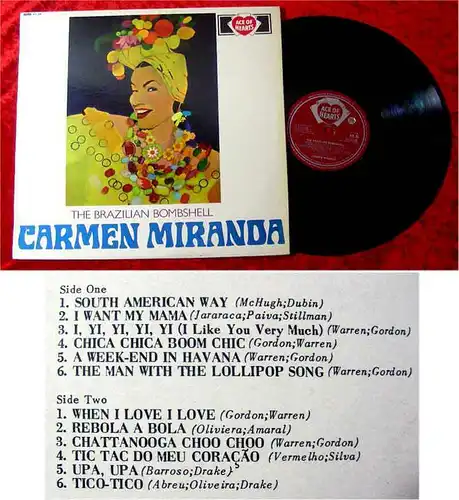 ACE OF HEARTS
THE BRAZILIAN BOMBSHELL
CARMEN MIRANDA
ACE OF HEARTS
Side One
1. SOUTH AMERICAN WAY (McHugh;Dubin)
2. I WANT MY MAMA (Jararaca;Paiva;Stillman)
3. I, YI, YI, YI, YI (I Like You Very Much) (Warren;Gordon)
4. CHICA CHICA BOOM CHIC (Gordon;Warren)
5. A WEEK-END IN HAVANA (Warren;Gordon)
6. THE MAN WITH THE LOLLIPOP SONG (Warren;Gordon)
Side Two
1. WHEN I LOVE I LOVE (Gordon;Warren)
2. REBOLA A BOLA (Oliviera;Amaral)
3. CHATTANOOGA CHOO CHOO (Warren;Gordon)
4. TIC TAC DO MEU CORAÇÃO (Vermelho;Silva)
5. UPA, UPA (Barroso;Drake)
6. TICO-TICO (Abreu;Oliveira;Drake)